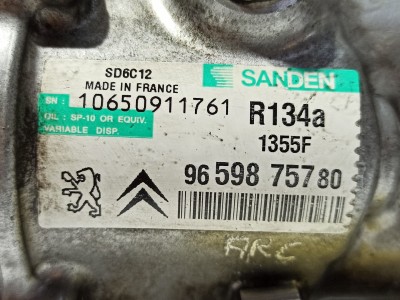 SD6C12
MADE IN FRANCE
SANDEN
SN : 10650911761
R134a
OIL : SP-10 OR EQUIV.
VARIABLE DISP.
1355F
96 598 757 80
ARC